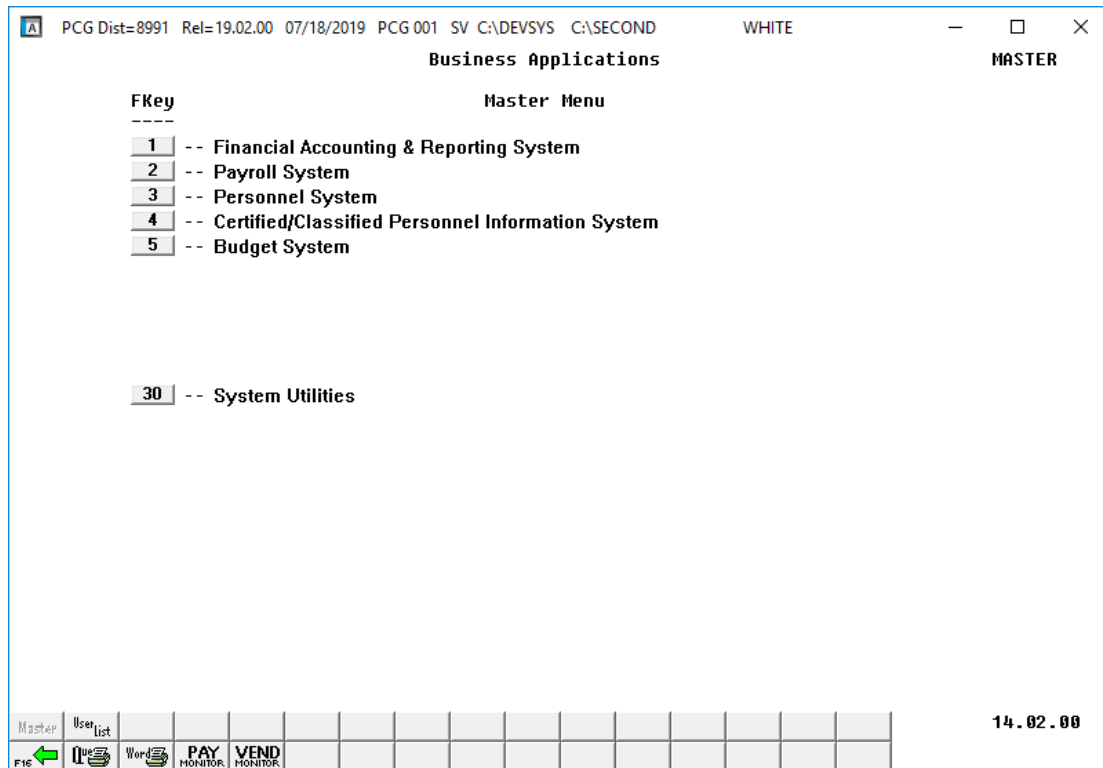 A PCG Dist=8991 Rel=19.02.00 07/18/2019 PCG 001 SV C:\DEVSYS C:\SECOND WHITE
Business Applications MASTER
FKey Master Menu
----
1 -- Financial Accounting & Reporting System
2 -- Payroll System
3 -- Personnel System
4 -- Certified/Classified Personnel Information System
5 -- Budget System
30 -- System Utilities
Master User List 14.02.00
F16 Que Word PAY MONITOR VEND MONITOR